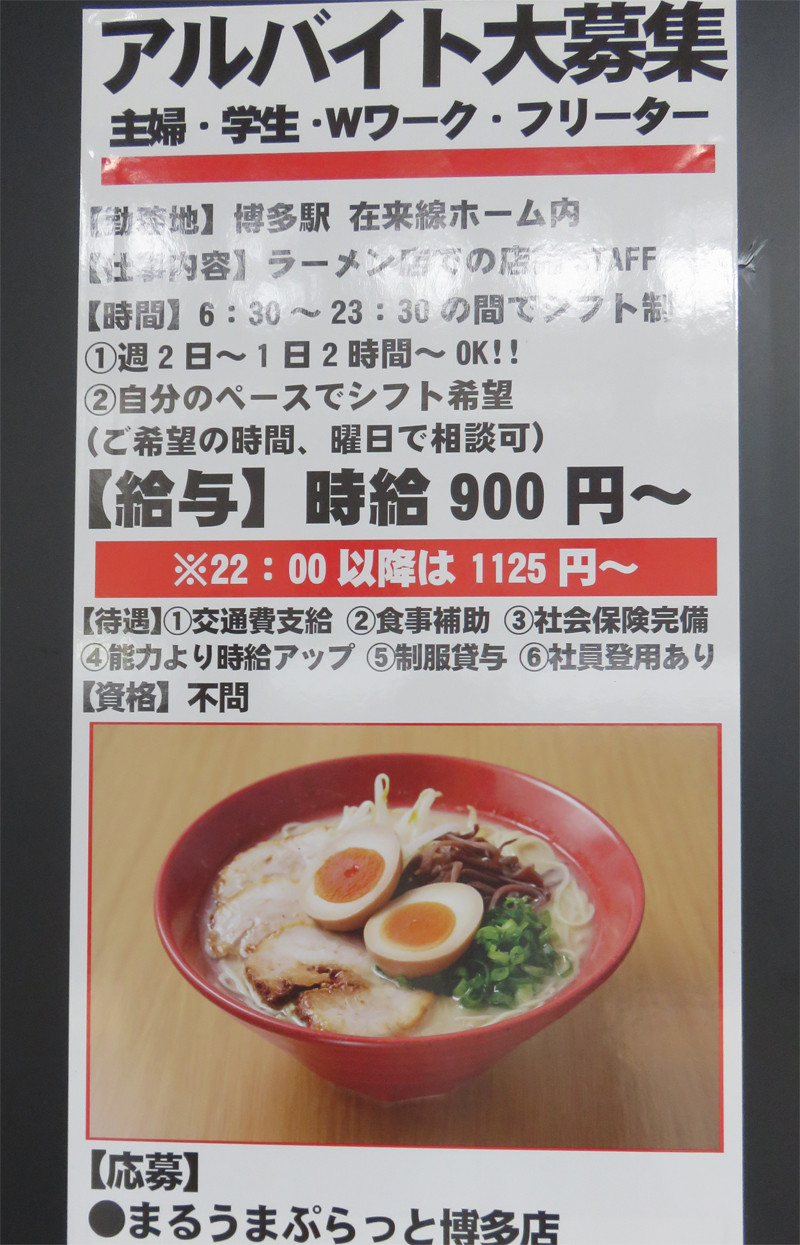 アルバイト大募集
主婦・学生・Wワーク・フリーター
【勤務地】 博多駅 在来線ホーム内
【仕事内容】ラーメン店での店舗STAFF
【時間】6：30～23：30の間でシフト制
①週2日～1日2時間～OK!!
②自分のペースでシフト希望
(ご希望の時間、曜日で相談可)
【給与】 時給 900 円～
※22：00以降は 1125 円～
【待遇】①交通費支給 ②食事補助 ③社会保険完備
④能力より時給アップ ⑤制服貸与 ⑥社員登用あり
【資格】 不問
【応募】
●まるうまぷらっと博多店